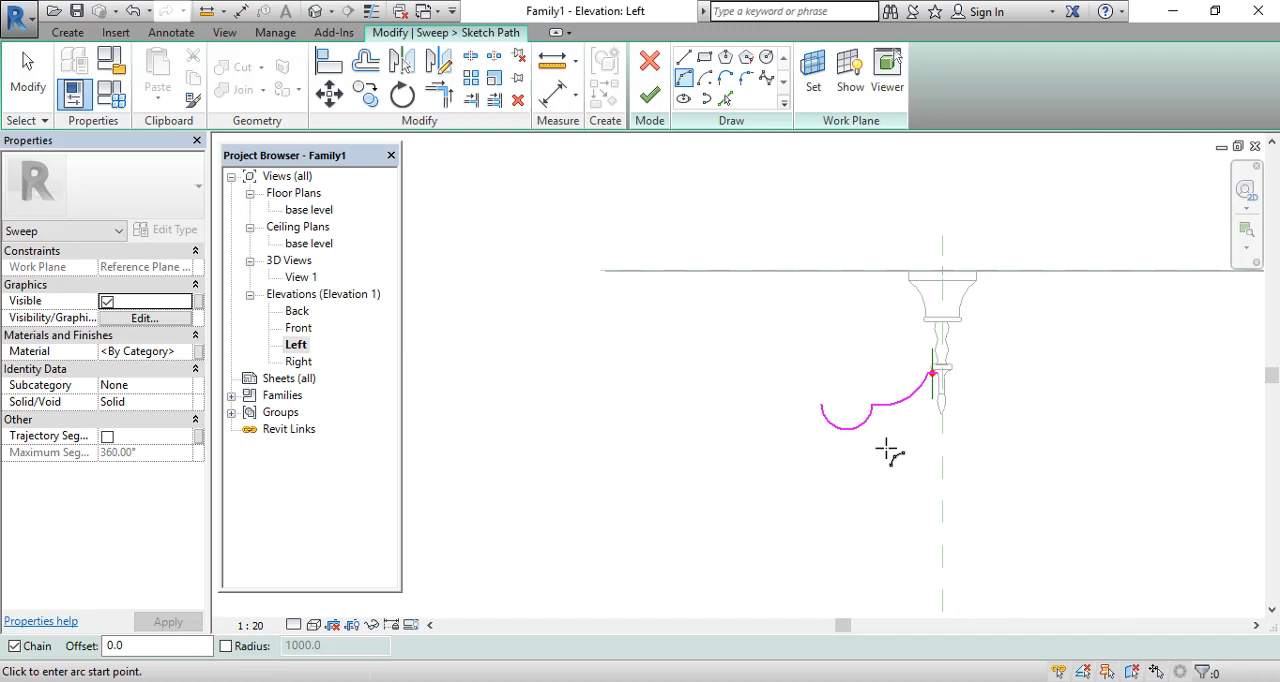 Family1 - Elevation: Left
Type a keyword or phrase
Sign In
Create Insert Annotate View Manage Add-Ins Modify | Sweep > Sketch Path
Modify
Paste
Cut
Join
Create
Set Show Viewer
Select Properties Clipboard Geometry Modify Measure Create Mode Draw Work Plane
Properties
R
Sweep
Edit Type
Constraints
Work Plane Reference Plane ...
Graphics
Visible
Visibility/Graphi... Edit...
Materials and Finishes
Material <By Category>
Identity Data
Subcategory None
Solid/Void Solid
Other
Trajectory Seg...
Maximum Seg... 360.00°
Properties help
Apply
Project Browser - Family1
Views (all)
Floor Plans
base level
Ceiling Plans
base level
3D Views
View 1
Elevations (Elevation 1)
Back
Front
Left
Right
Sheets (all)
Families
Groups
Revit Links
2D
1 : 20
Chain Offset: 0.0 Radius: 1000.0
Click to enter arc start point.
:0